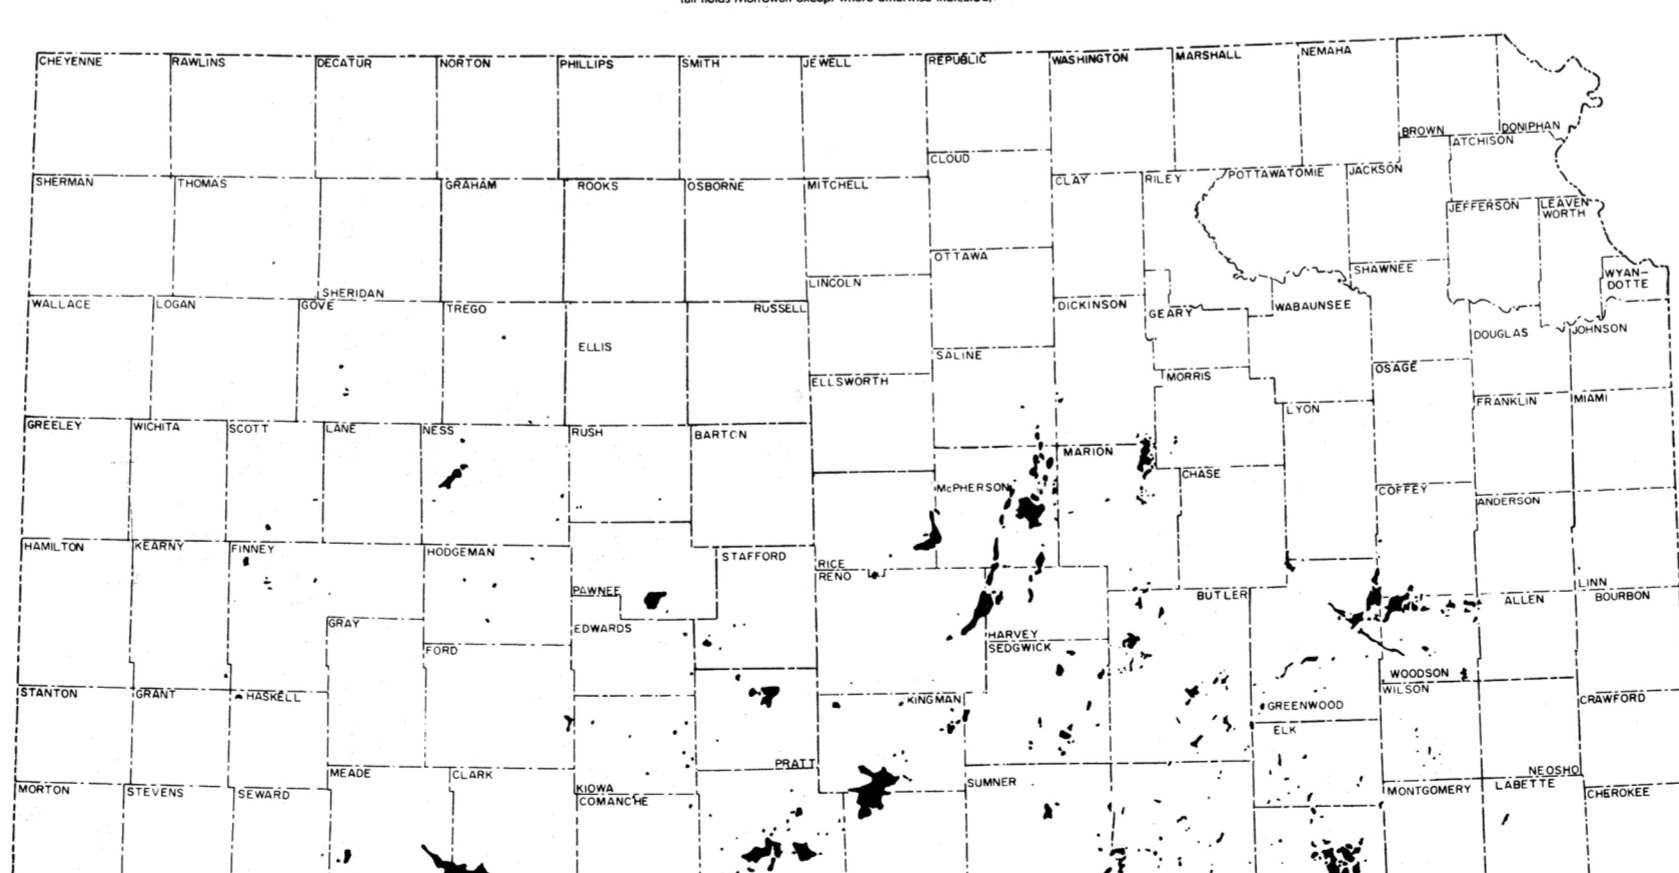 CHEYENNE
RAWLINS
DECATUR
NORTON
PHILLIPS
SMITH
JEWELL
REPUBLIC
WASHINGTON
MARSHALL
NEMAHA
BROWN
DONIPHAN
ATCHISON
CLOUD
SHERMAN
THOMAS
GRAHAM
ROOKS
OSBORNE
MITCHELL
CLAY
RILEY
POTTAWATOMIE
JACKSON
JEFFERSON
LEAVEN
WORTH
OTTAWA
SHAWNEE
WYAN-
DOTTE
LINCOLN
SHERIDAN
WALLACE
LOGAN
GOVE
TREGO
RUSSELL
DICKINSON
GEARY
WABAUNSEE
DOUGLAS
JOHNSON
ELLIS
SALINE
ELLSWORTH
MORRIS
OSAGE
LYON
FRANKLIN
MIAMI
GREELEY
WICHITA
SCOTT
LANE
NESS
RUSH
BARTON
MARION
CHASE
McPHERSON
COFFEY
ANDERSON
HAMILTON
KEARNY
FINNEY
HODGEMAN
STAFFORD
RICE
RENO
LINN
PAWNEE
BUTLER
ALLEN
BOURBON
GRAY
EDWARDS
HARVEY
SEDGWICK
FORD
WOODSON
WILSON
STANTON
GRANT
HASKELL
KINGMAN
GREENWOOD
CRAWFORD
ELK
MEADE
CLARK
PRATT
SUMNER
NEOSHO
MORTON
STEVENS
SEWARD
KIOWA
COMANCHE
MONTGOMERY
LABETTE
CHEROKEE